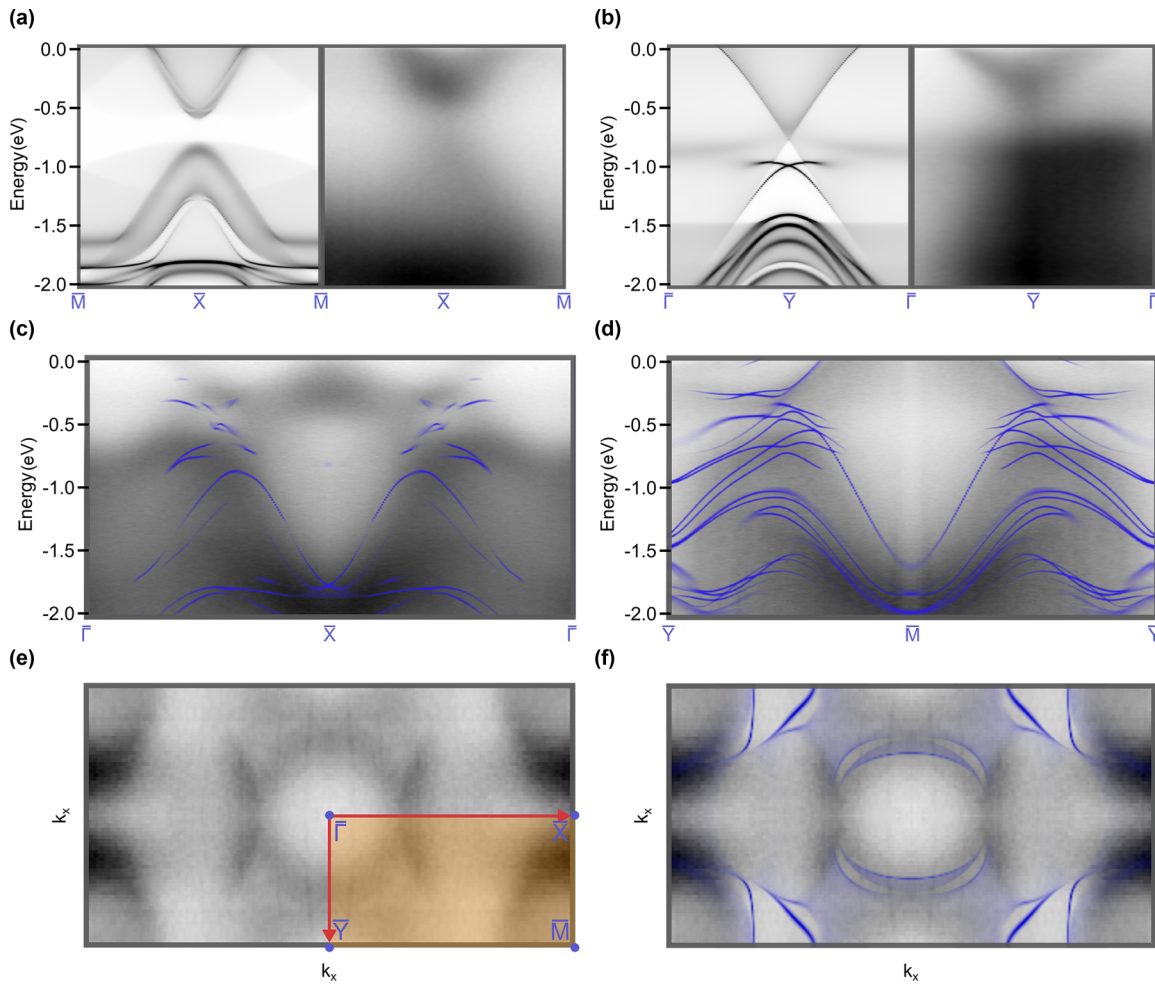 (a)
(b)
Energy (eV)
0.0
-0.5
-1.0
-1.5
-2.0
M̅ X̅ M̅ X̅ M̅
Energy (eV)
0.0
-0.5
-1.0
-1.5
-2.0
Γ̅ Y̅ Γ̅ Y̅ Γ̅
(c)
(d)
Energy (eV)
0.0
-0.5
-1.0
-1.5
-2.0
Γ̅ X̅ Γ̅
Energy (eV)
0.0
-0.5
-1.0
-1.5
-2.0
Y̅ M̅ Y̅
(e)
(f)
kₓ
Γ̅ X̅
Y̅ M̅
kₓ
kₓ
kₓ